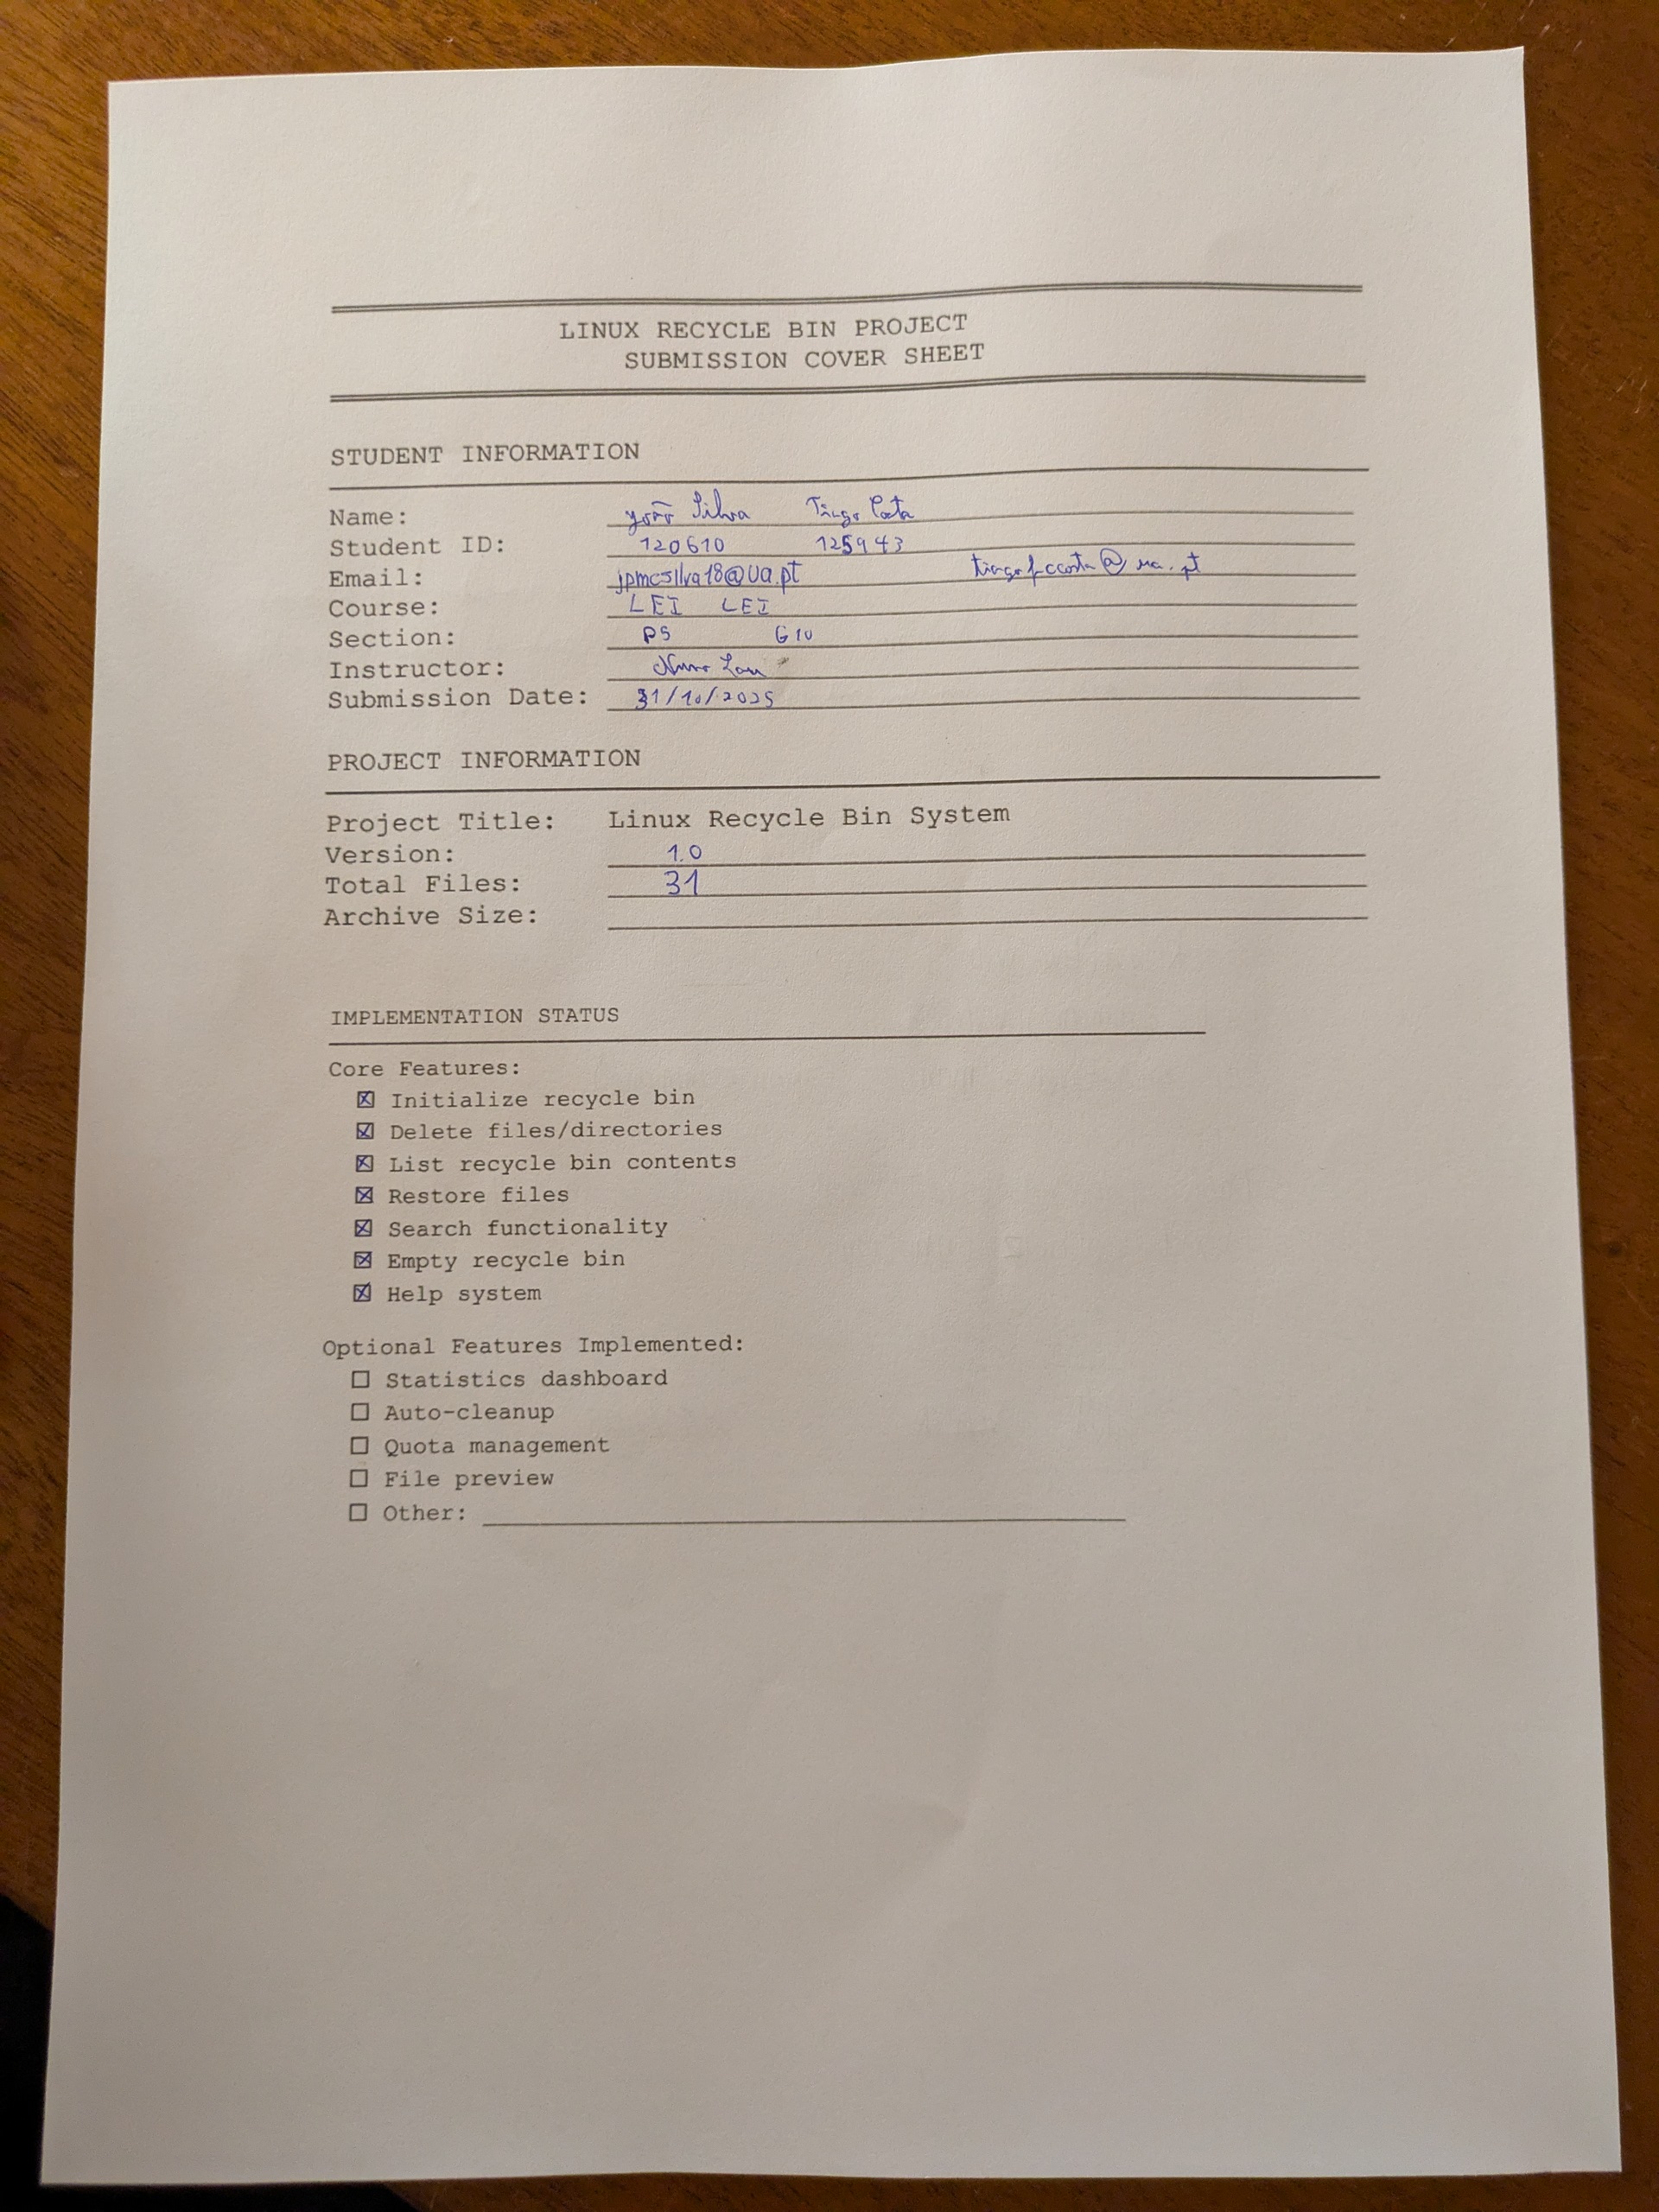 LINUX RECYCLE BIN PROJECT
SUBMISSION COVER SHEET
STUDENT INFORMATION
Name: João Silva Tiago Costa
Student ID: 120610 125943
Email: jpmcsilva18@ua.pt
Course: LEI LEI
Section: P5 G10
Instructor: Nuno Lau
Submission Date: 31/10/2025
PROJECT INFORMATION
Project Title: Linux Recycle Bin System
Version: 1.0
Total Files: 31
Archive Size:
IMPLEMENTATION STATUS
Core Features:
☒ Initialize recycle bin
☒ Delete files/directories
☒ List recycle bin contents
☒ Restore files
☒ Search functionality
☒ Empty recycle bin
☒ Help system
Optional Features Implemented:
☐ Statistics dashboard
☐ Auto-cleanup
☐ Quota management
☐ File preview
☐ Other: